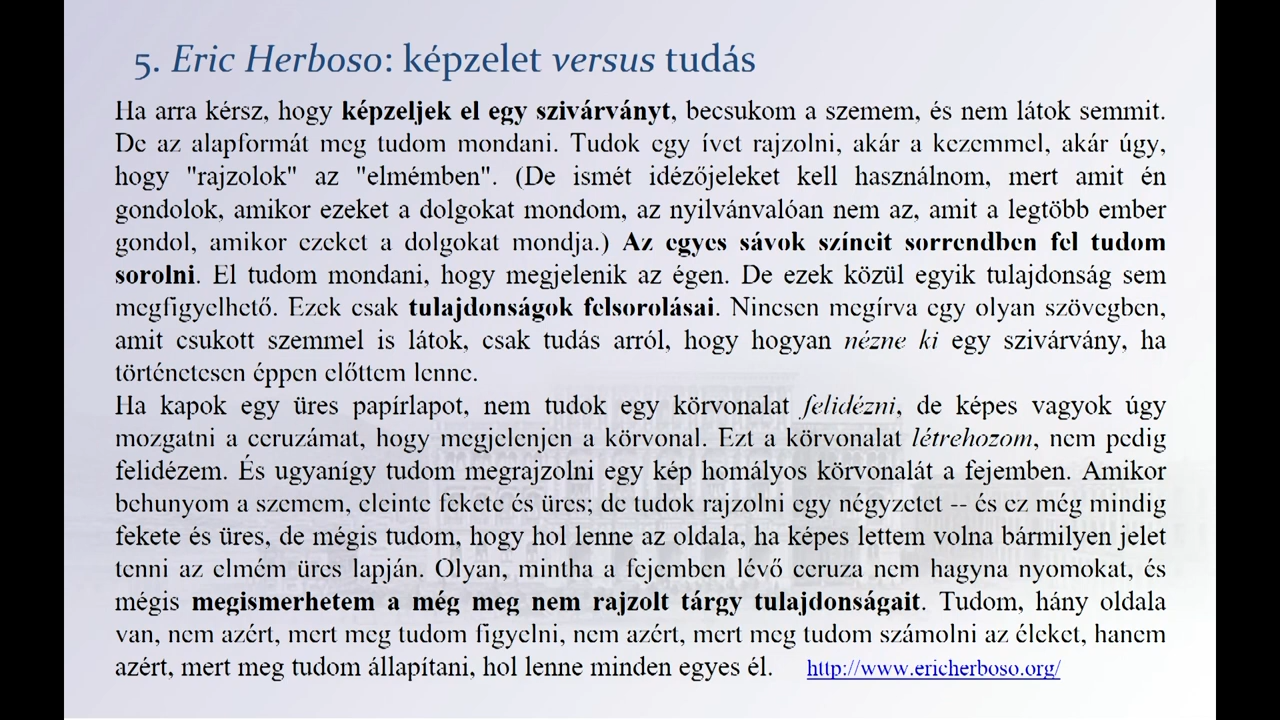 5. Eric Herboso: képzelet versus tudás
Ha arra kérsz, hogy képzeljek el egy szivárványt, becsukom a szemem, és nem látok semmit.
De az alapformát meg tudom mondani. Tudok egy ívet rajzolni, akár a kezemmel, akár úgy,
hogy "rajzolok" az "elmémben". (De ismét idézőjeleket kell használnom, mert amit én
gondolok, amikor ezeket a dolgokat mondom, az nyilvánvalóan nem az, amit a legtöbb ember
gondol, amikor ezeket a dolgokat mondja.) Az egyes sávok színeit sorrendben fel tudom
sorolni. El tudom mondani, hogy megjelenik az égen. De ezek közül egyik tulajdonság sem
megfigyelhető. Ezek csak tulajdonságok felsorolásai. Nincsen megírva egy olyan szövegben,
amit csukott szemmel is látok, csak tudás arról, hogy hogyan nézne ki egy szivárvány, ha
történetesen éppen előttem lenne.
Ha kapok egy üres papírlapot, nem tudok egy körvonalat felidézni, de képes vagyok úgy
mozgatni a ceruzámat, hogy megjelenjen a körvonal. Ezt a körvonalat létrehozom, nem pedig
felidézem. És ugyanígy tudom megrajzolni egy kép homályos körvonalát a fejemben. Amikor
behunyom a szemem, eleinte fekete és üres; de tudok rajzolni egy négyzetet -- és ez még mindig
fekete és üres, de mégis tudom, hogy hol lenne az oldala, ha képes lettem volna bármilyen jelet
tenni az elmém üres lapján. Olyan, mintha a fejemben lévő ceruza nem hagyna nyomokat, és
mégis megismerhetem a még meg nem rajzolt tárgy tulajdonságait. Tudom, hány oldala
van, nem azért, mert meg tudom figyelni, nem azért, mert meg tudom számolni az éleket, hanem
azért, mert meg tudom állapítani, hol lenne minden egyes él. http://www.ericherboso.org/